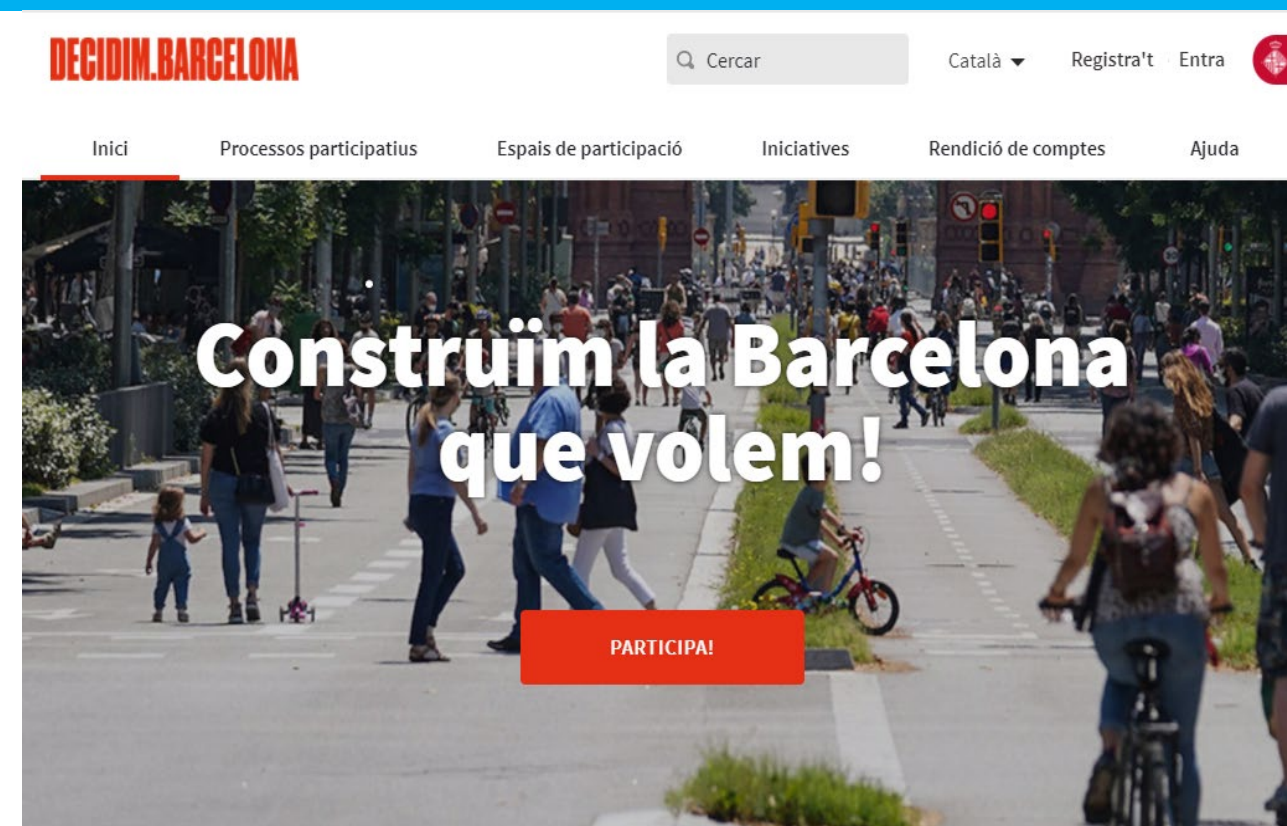 DECIDIM.BARCELONA
Cercar
Català
Registra't
Entra
Inici
Processos participatius
Espais de participació
Iniciatives
Rendició de comptes
Ajuda
Construïm la Barcelona
que volem!
PARTICIPA!